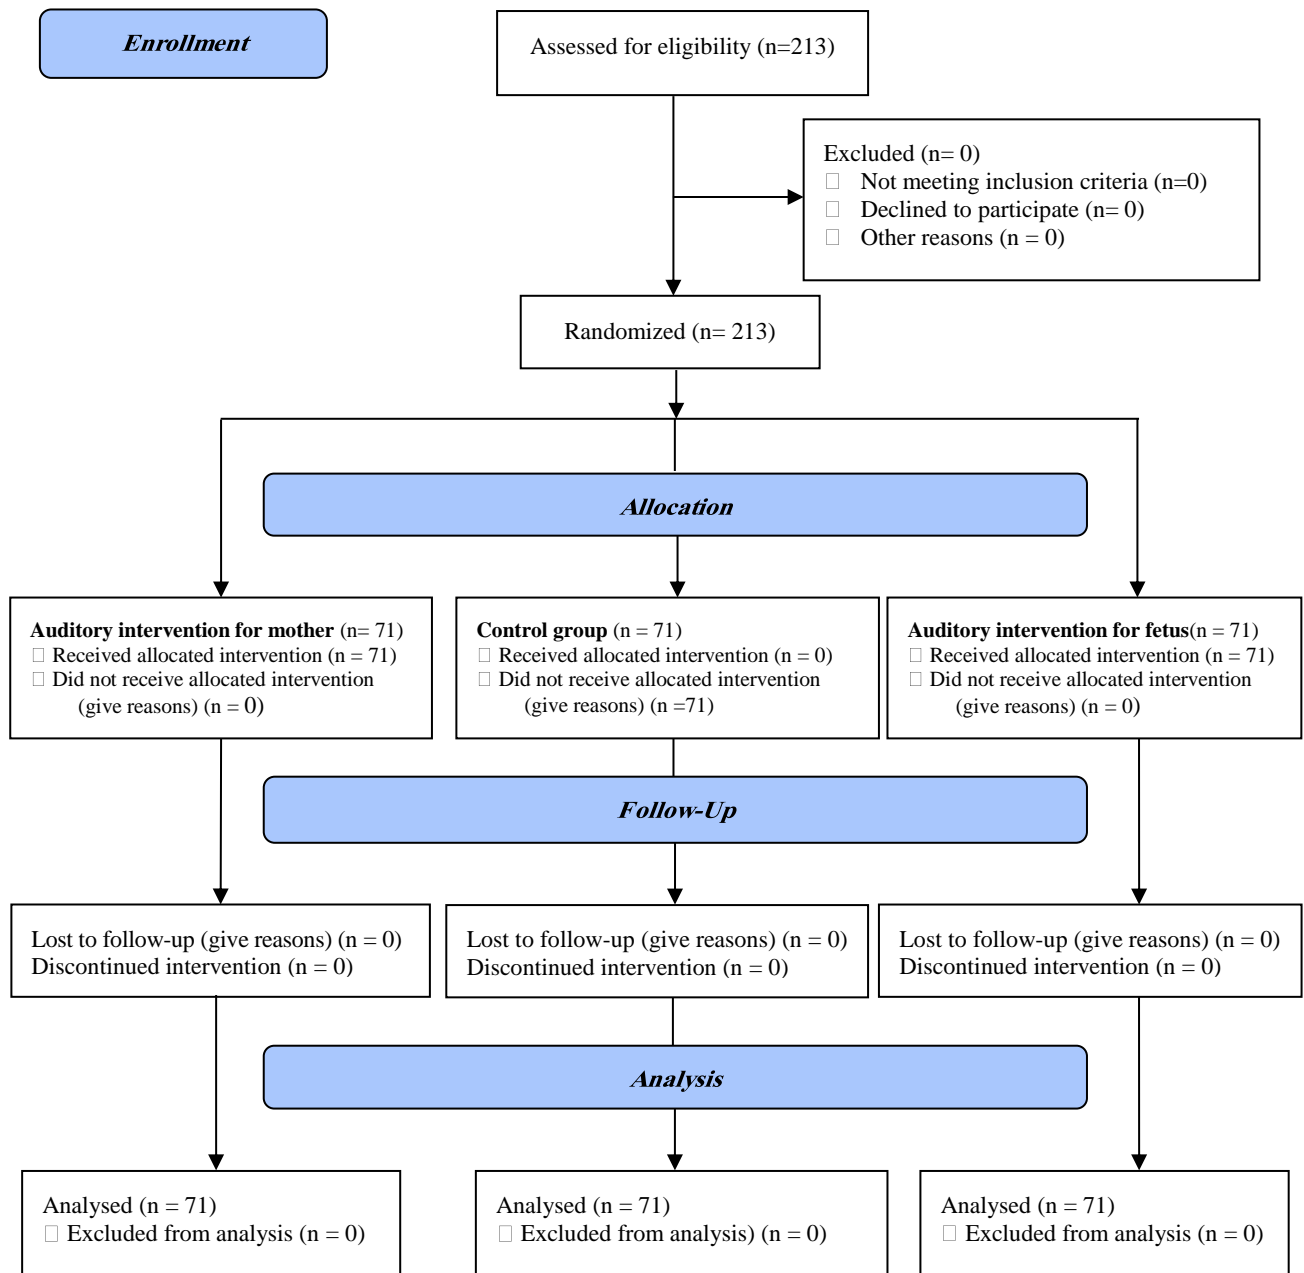 Enrollment
Assessed for eligibility (n=213)
Excluded (n= 0)
□ Not meeting inclusion criteria (n=0)
□ Declined to participate (n= 0)
□ Other reasons (n = 0)
Randomized (n= 213)
Allocation
Auditory intervention for mother (n= 71)
□ Received allocated intervention (n = 71)
□ Did not receive allocated intervention
(give reasons) (n = 0)
Control group (n = 71)
□ Received allocated intervention (n = 0)
□ Did not receive allocated intervention
(give reasons) (n =71)
Auditory intervention for fetus(n = 71)
□ Received allocated intervention (n = 71)
□ Did not receive allocated intervention
(give reasons) (n = 0)
Follow-Up
Lost to follow-up (give reasons) (n = 0)
Discontinued intervention (n = 0)
Lost to follow-up (give reasons) (n = 0)
Discontinued intervention (n = 0)
Lost to follow-up (give reasons) (n = 0)
Discontinued intervention (n = 0)
Analysis
Analysed (n = 71)
□ Excluded from analysis (n = 0)
Analysed (n = 71)
□ Excluded from analysis) (n = 0)
Analysed (n = 71)
□ Excluded from analysis (n = 0)